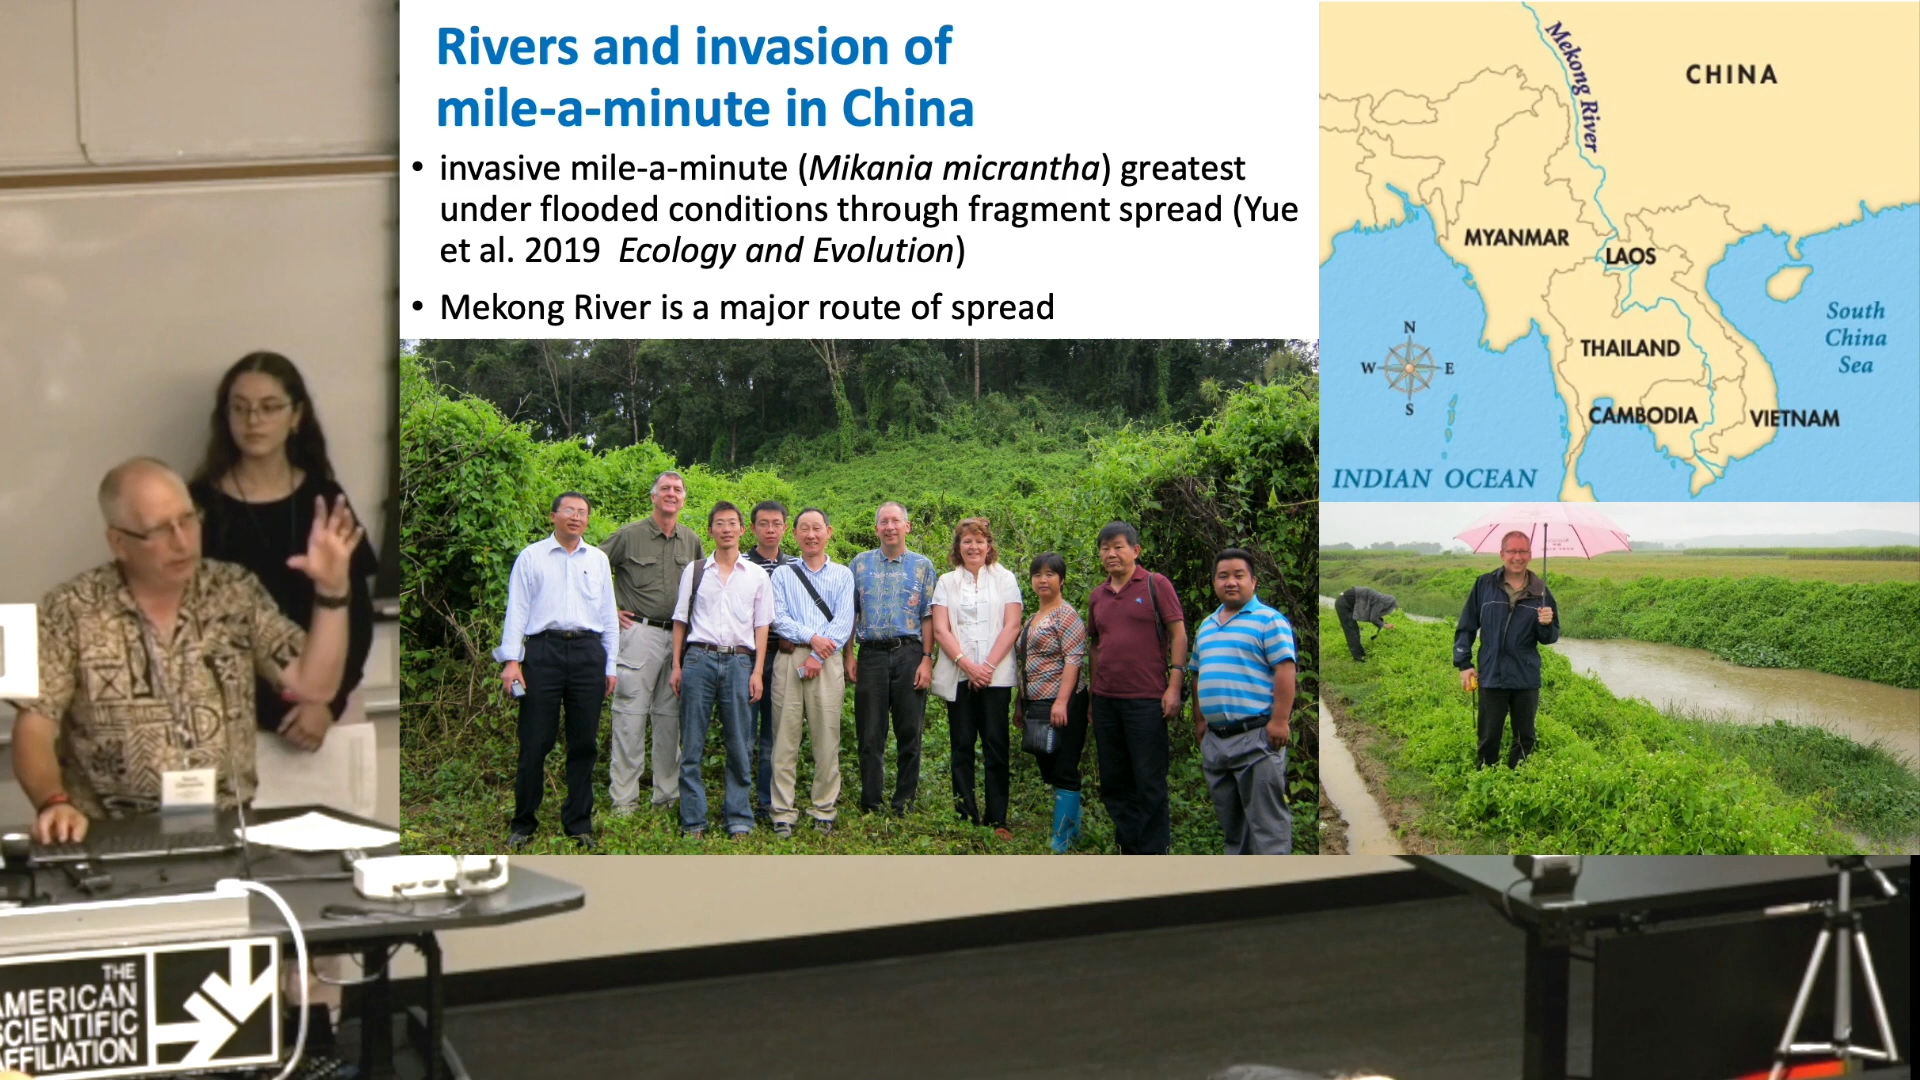 Rivers and invasion of
mile-a-minute in China
• invasive mile-a-minute (Mikania micrantha) greatest
under flooded conditions through fragment spread (Yue
et al. 2019 Ecology and Evolution)
• Mekong River is a major route of spread
Mekong River
CHINA
MYANMAR
LAOS
THAILAND
CAMBODIA
VIETNAM
South
China
Sea
N
W
E
S
INDIAN OCEAN
THE
AMERICAN
SCIENTIFIC
AFFILIATION